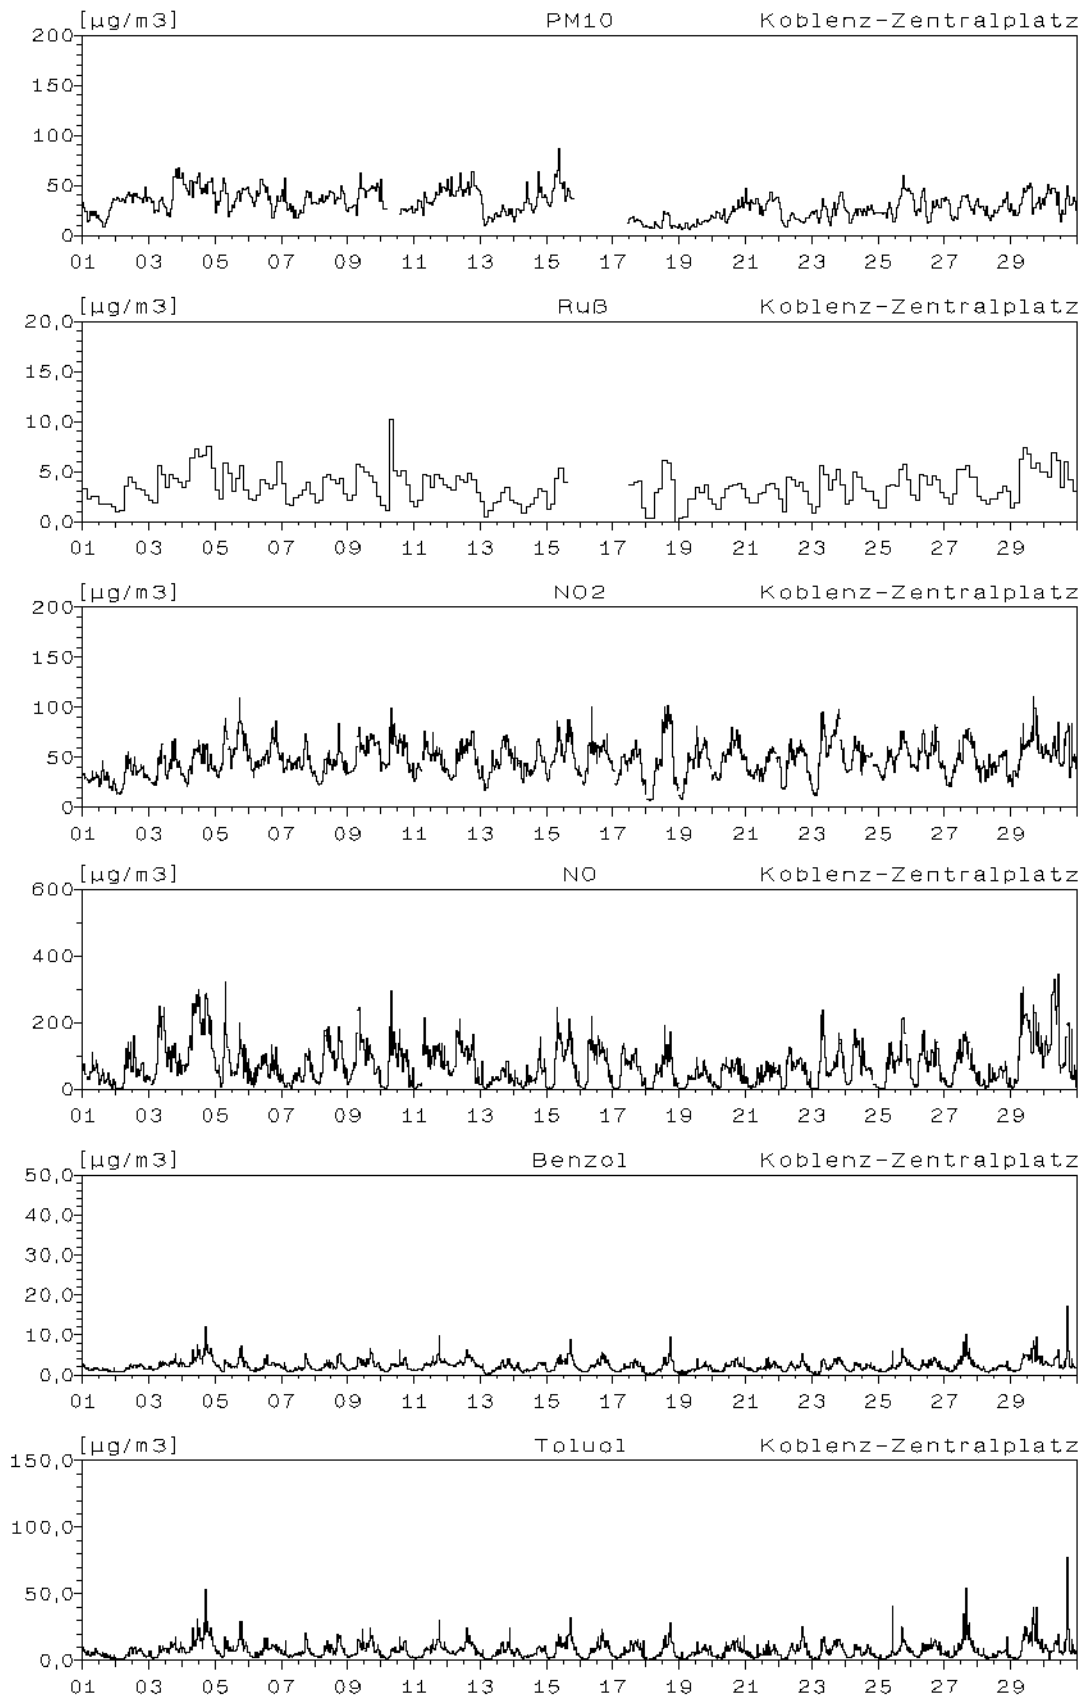 [µg/m3] PM10 Koblenz-Zentralplatz
200
150
100
50
0
01 03 05 07 09 11 13 15 17 19 21 23 25 27 29
[µg/m3] Ruß Koblenz-Zentralplatz
20,0
15,0
10,0
5,0
0,0
01 03 05 07 09 11 13 15 17 19 21 23 25 27 29
[µg/m3] NO2 Koblenz-Zentralplatz
200
150
100
50
0
01 03 05 07 09 11 13 15 17 19 21 23 25 27 29
[µg/m3] NO Koblenz-Zentralplatz
600
400
200
0
01 03 05 07 09 11 13 15 17 19 21 23 25 27 29
[µg/m3] Benzol Koblenz-Zentralplatz
50,0
40,0
30,0
20,0
10,0
0,0
01 03 05 07 09 11 13 15 17 19 21 23 25 27 29
[µg/m3] Toluol Koblenz-Zentralplatz
150,0
100,0
50,0
0,0
01 03 05 07 09 11 13 15 17 19 21 23 25 27 29